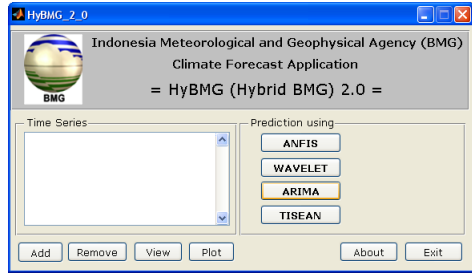 HyBMG_2_0
Indonesia Meteorological and Geophysical Agency (BMG)
Climate Forecast Application
= HyBMG (Hybrid BMG) 2.0 =
BMG
Time Series
Prediction using
ANFIS
WAVELET
ARIMA
TISEAN
Add
Remove
View
Plot
About
Exit